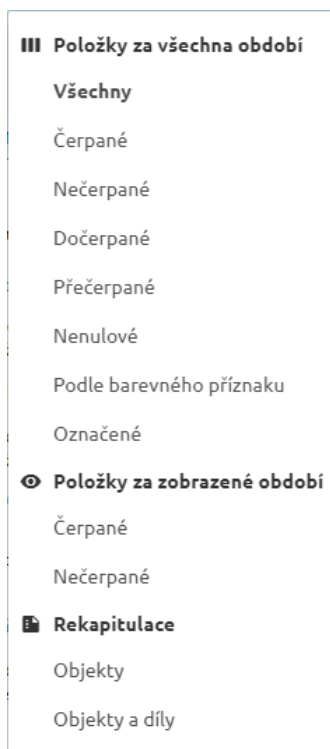 Položky za všechna období
Všechny
Čerpané
Nečerpané
Dočerpané
Přečerpané
Nenulové
Podle barevného příznaku
Označené
Položky za zobrazené období
Čerpané
Nečerpané
Rekapitulace
Objekty
Objekty a díly